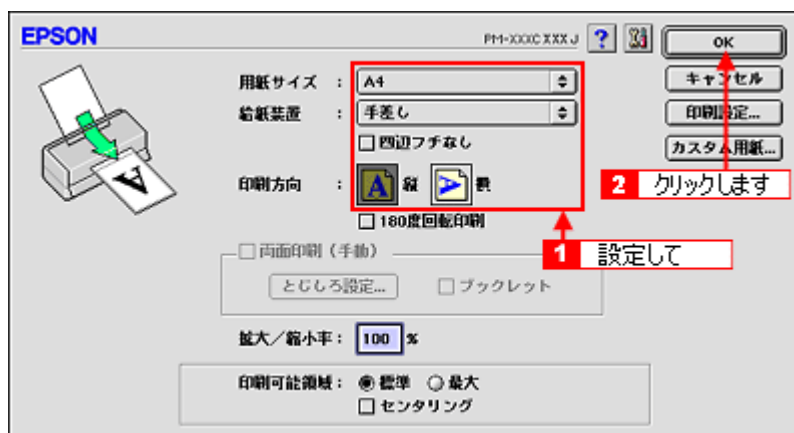 EPSON PM-XXXCXXXJ ? OK
用紙サイズ : A4 キャンセル
給紙装置 : 手差し 印刷設定...
四辺フチなし カスタム用紙...
印刷方向 : A 縦 A 横 2 クリックします
180度回転印刷
1 設定して
両面印刷(手動)
とじしろ設定... ブックレット
拡大/縮小率: 100 %
印刷可能領域: 標準 最大
センタリング